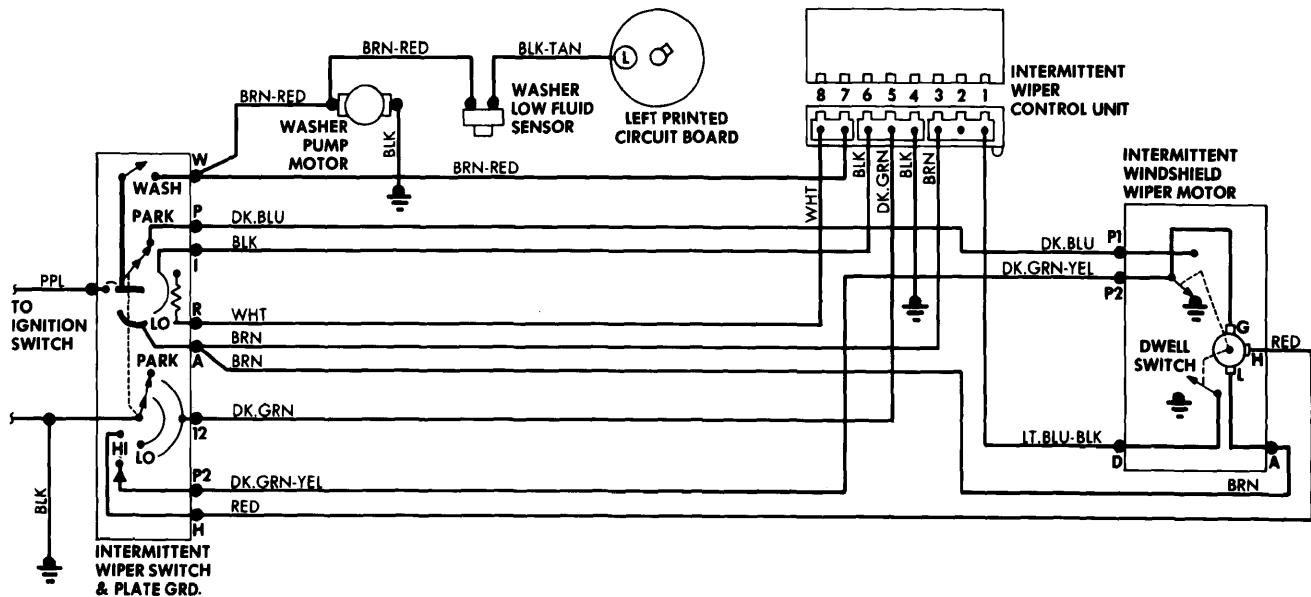 BRN-RED
BLK-TAN
L
INTERMITTENT
WIPER
CONTROL UNIT
8 7 6 5 4 3 2 1
BRN-RED
WASHER
PUMP
MOTOR
WASHER
LOW FLUID
SENSOR
LEFT PRINTED
CIRCUIT BOARD
BLK
W
WASH
BRN-RED
WHT
BLK
DK.GRN
BLK
BRN
INTERMITTENT
WINDSHIELD
WIPER MOTOR
PARK
P
DK.BLU
BLK
I
P1
DK.BLU
DK.GRN-YEL
P2
PPL
TO
IGNITION
SWITCH
LO
R
WHT
BRN
A
BRN
PARK
G
H
L
RED
DWELL
SWITCH
DK.GRN
12
HI
LO
LT.BLU-BLK
D
A
BRN
P2
DK.GRN-YEL
RED
H
BLK
INTERMITTENT
WIPER SWITCH
& PLATE GRD.